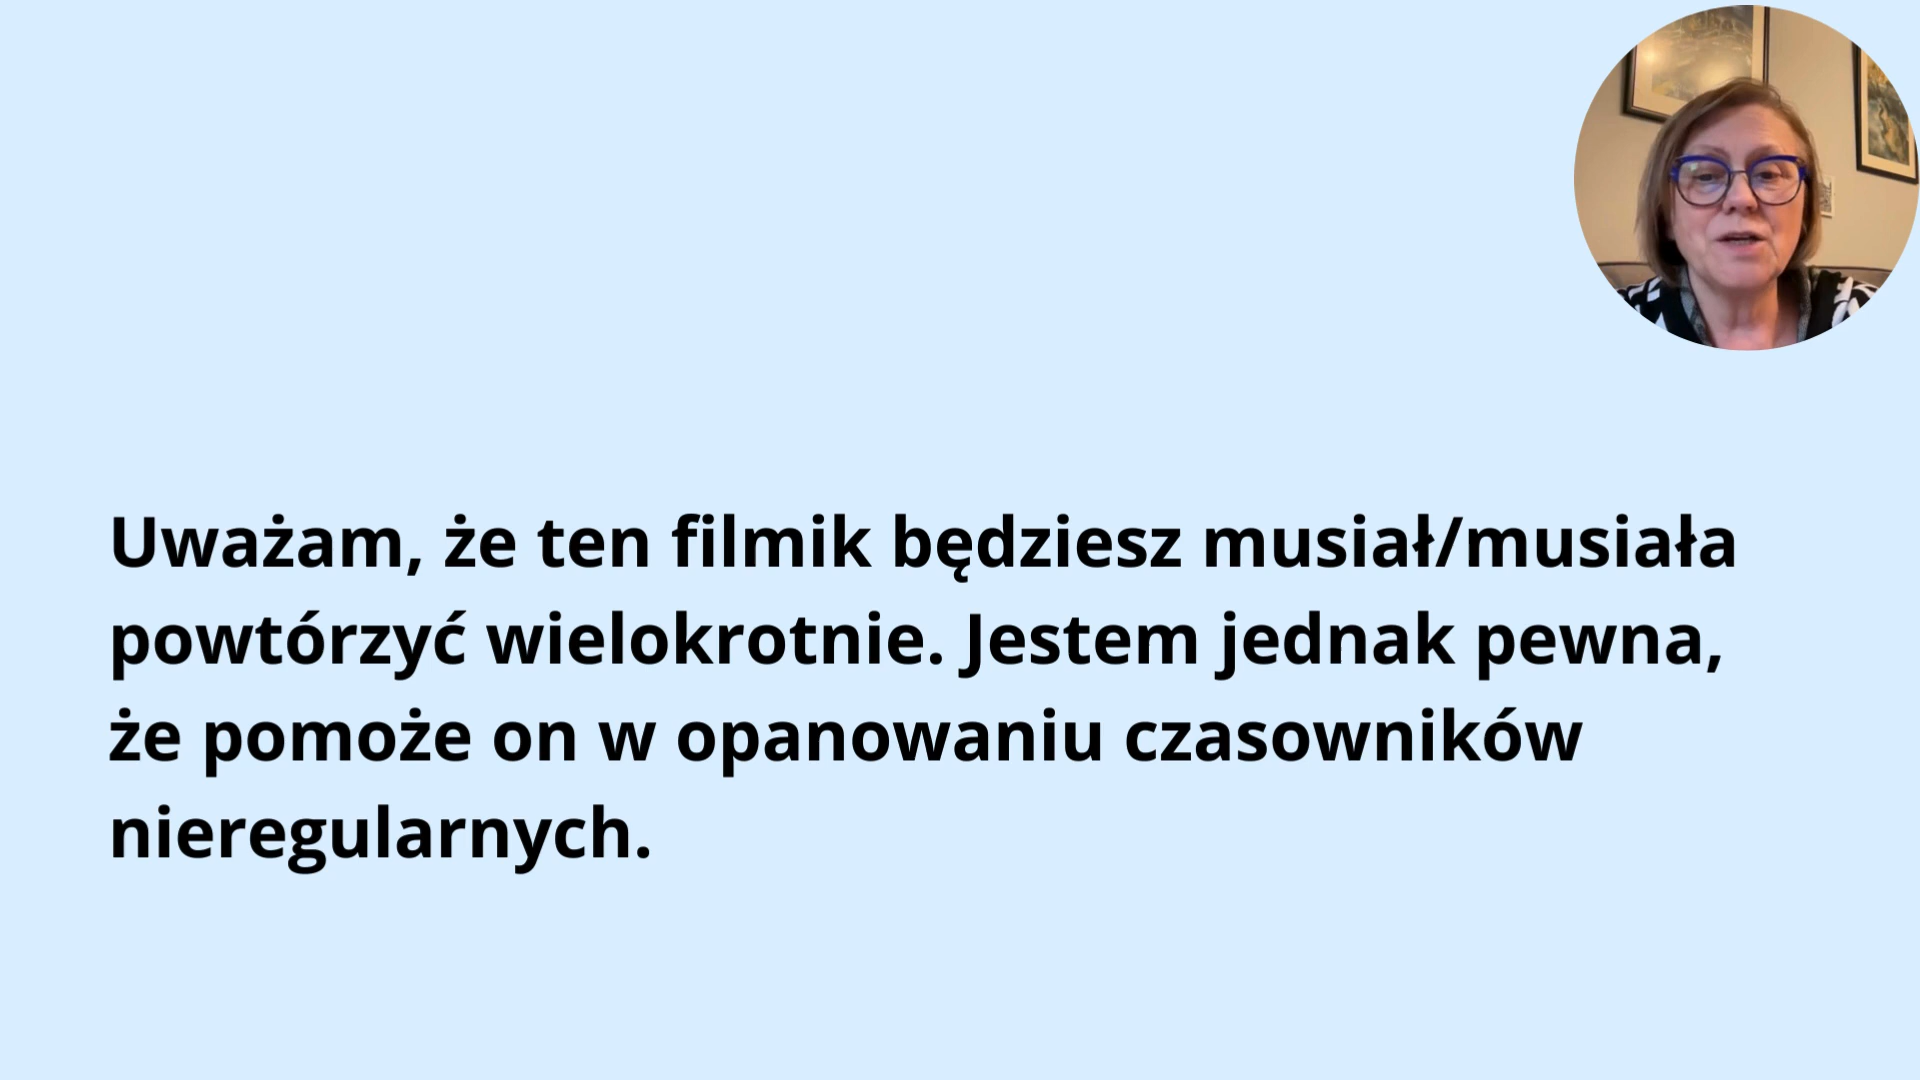 Uważam, że ten filmik będziesz musiał/musiała
powtórzyć wielokrotnie. Jestem jednak pewna,
że pomoże on w opanowaniu czasowników
nieregularnych.